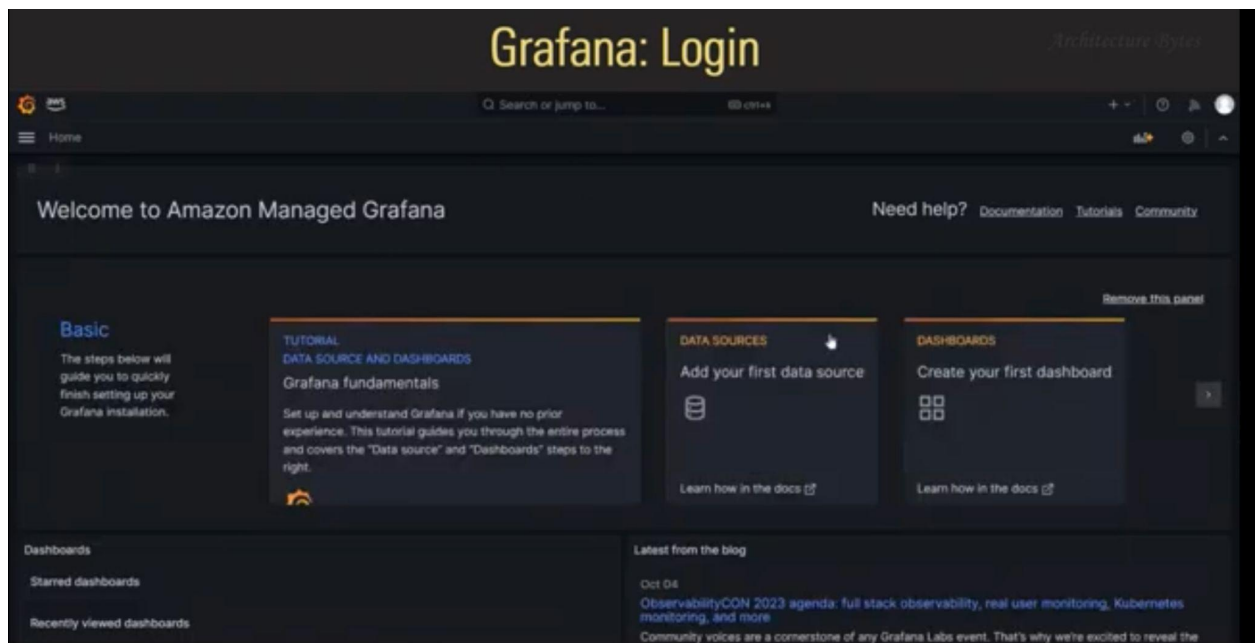 Grafana: Login
Architecture Bytes
aws
Search or jump to...
ctrl+k
Home
Welcome to Amazon Managed Grafana
Need help? Documentation Tutorials Community
Remove this panel
Basic
The steps below will
guide you to quickly
finish setting up your
Grafana installation.
TUTORIAL
DATA SOURCE AND DASHBOARDS
Grafana fundamentals
Set up and understand Grafana if you have no prior
experience. This tutorial guides you through the entire process
and covers the "Data source" and "Dashboards" steps to the
right.
DATA SOURCES
Add your first data source
Learn how in the docs
DASHBOARDS
Create your first dashboard
Learn how in the docs
Dashboards
Starred dashboards
Recently viewed dashboards
Latest from the blog
Oct 04
ObservabilityCON 2023 agenda: full stack observability, real user monitoring, Kubernetes
monitoring, and more
Community voices are a cornerstone of any Grafana Labs event. That's why we're excited to reveal the